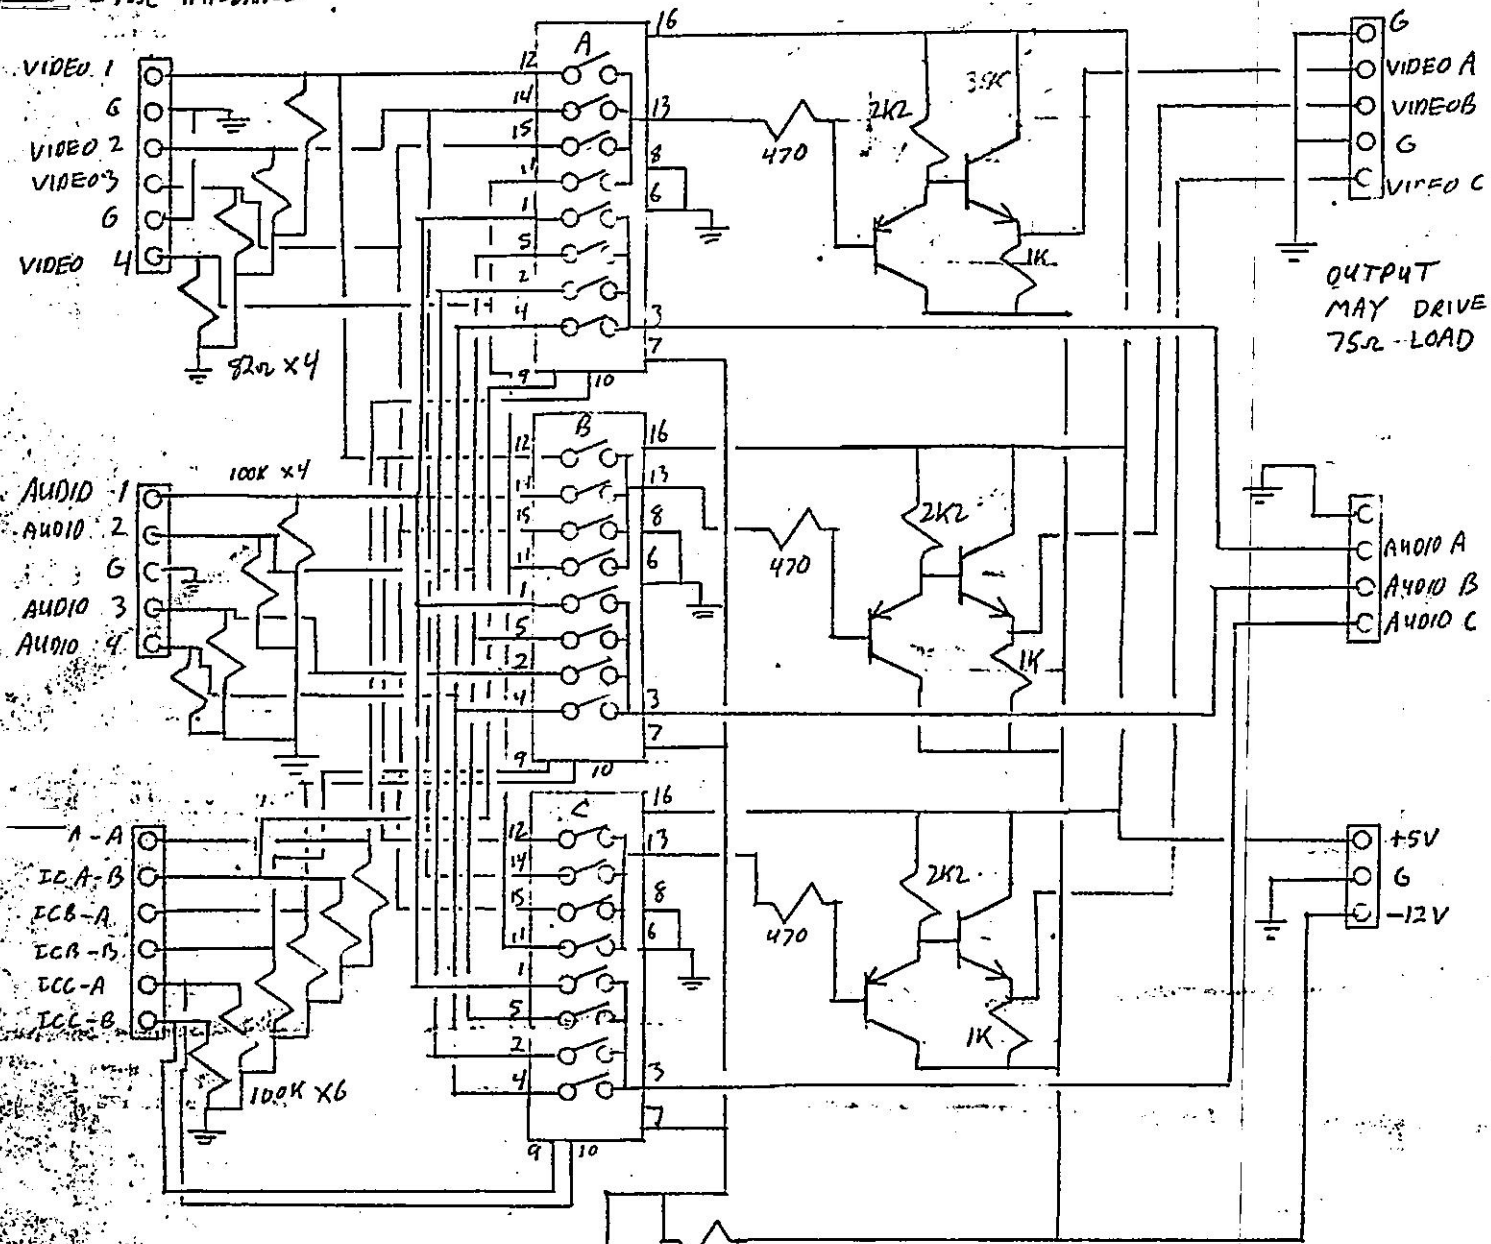 VIDEO 1
G
VIDEO 2
VIDEO 3
G
VIDEO 4
82Ω X4
A
12
14
15
11
1
5
2
4
9
10
16
13
8
6
3
7
470
2K2
1K
G
VIDEO A
VIDEO B
G
VIDEO C
OUTPUT
MAY DRIVE
75Ω LOAD
100K X4
AUDIO 1
AUDIO 2
G
AUDIO 3
AUDIO 4
B
12
15
11
1
5
2
4
9
10
16
13
8
6
3
7
470
2K2
1K
AUDIO A
AUDIO B
AUDIO C
A-A
ICA-B
ICB-A
ICB-B
ICC-A
ICC-B
100K X6
C
12
14
15
11
1
5
2
4
9
10
16
13
8
6
3
7
470
2K2
1K
+5V
G
-12V